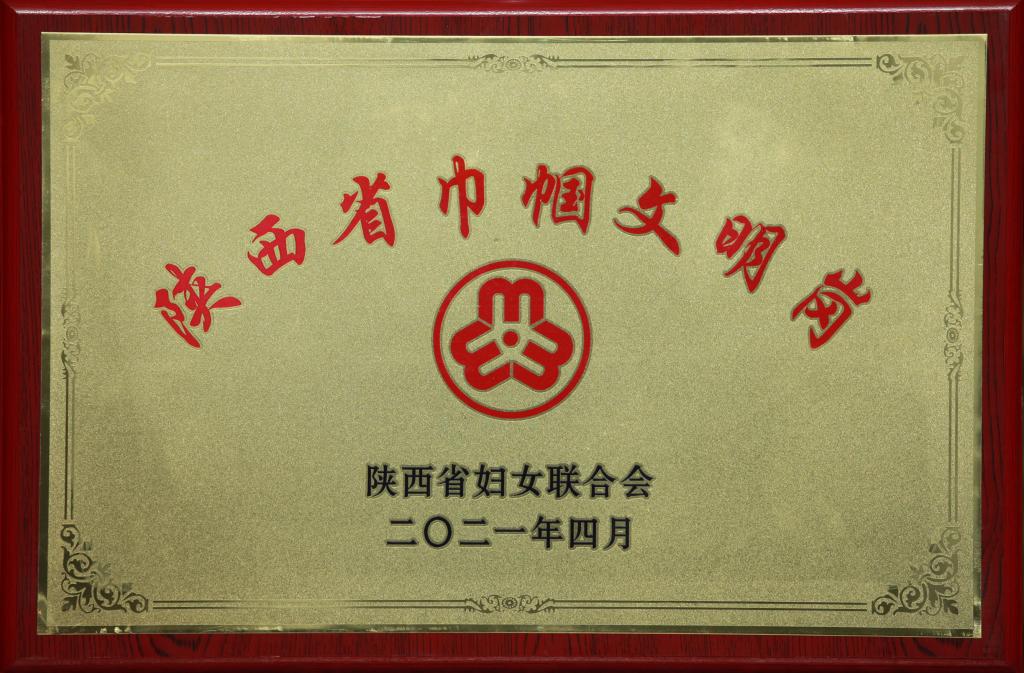 陕西省巾帼文明岗
陕西省妇女联合会
二〇二一年四月